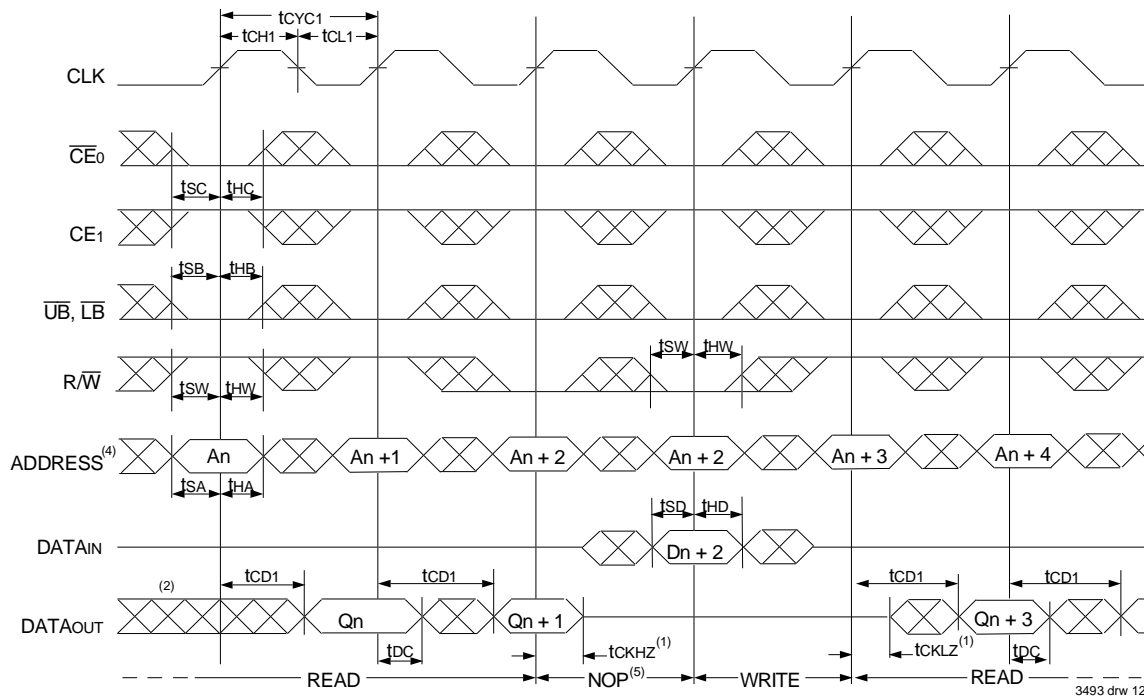 tCYC1
tCH1 tCL1
CLK
CE0
tSC tHC
CE1
tSB tHB
UB, LB
tSW tHW
R/W
tSW tHW
ADDRESS(4) An An +1 An + 2 An + 2 An + 3 An + 4
tSA tHA
tSD tHD
DATAIN Dn + 2
(2) tCD1 tCD1 tCD1 tCD1
DATAOUT Qn Qn + 1 Qn + 3
tDC tCKHZ(1) tCKLZ(1) tDC
READ NOP(5) WRITE READ
3493 drw 12